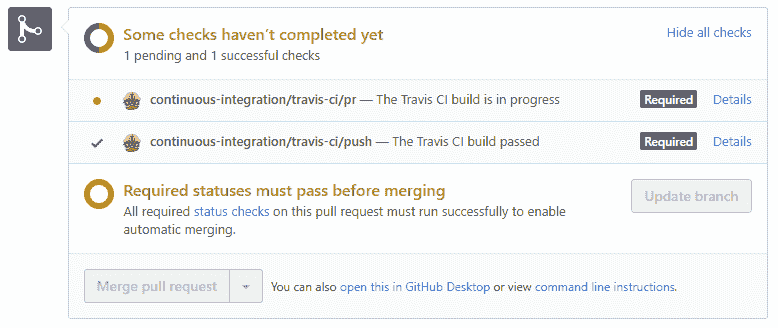 Some checks haven't completed yet
Hide all checks
1 pending and 1 successful checks
continuous-integration/travis-ci/pr — The Travis CI build is in progress
Required
Details
continuous-integration/travis-ci/push — The Travis CI build passed
Required
Details
Required statuses must pass before merging
Update branch
All required status checks on this pull request must run successfully to enable
automatic merging.
Merge pull request
You can also open this in GitHub Desktop or view command line instructions.